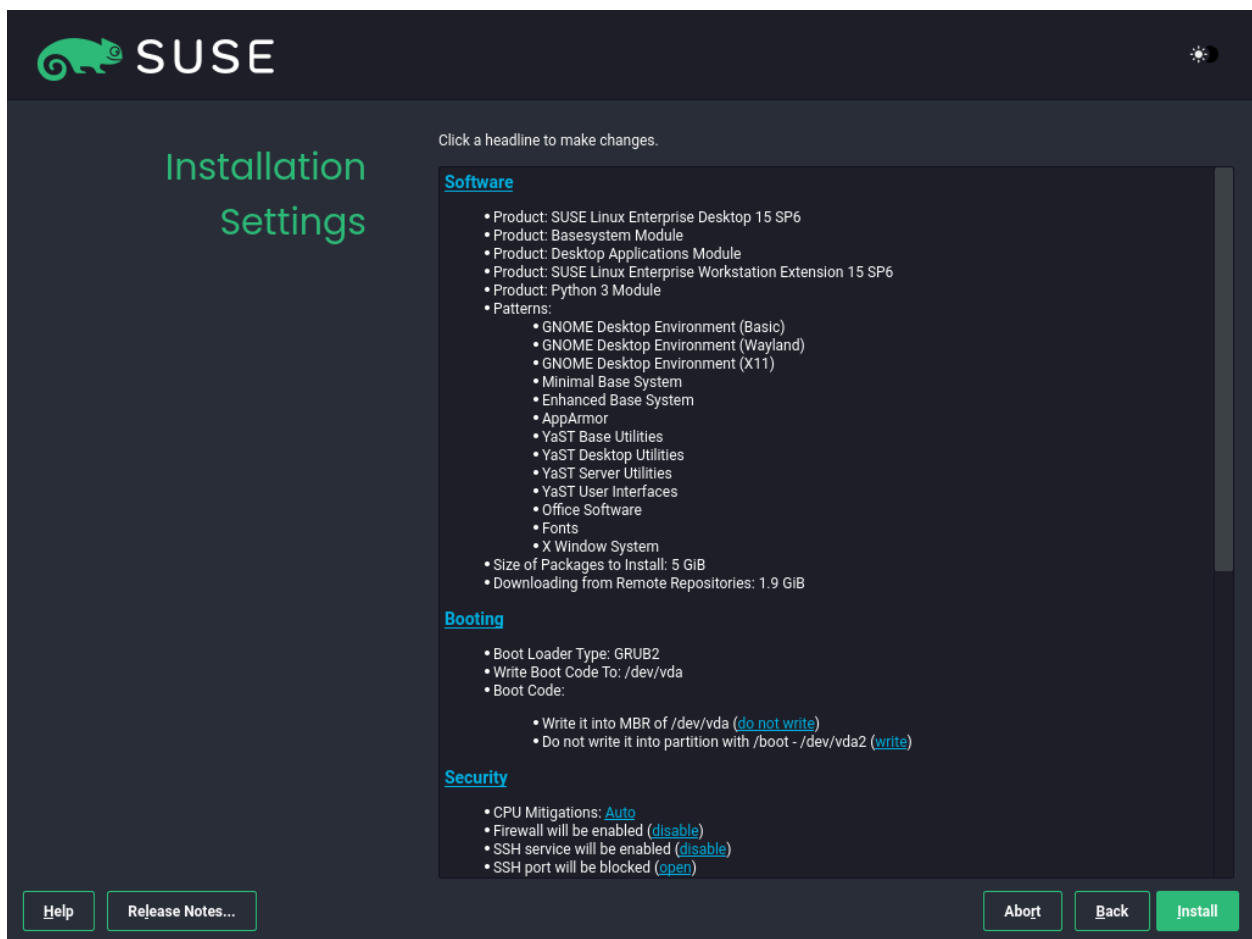 SUSE
Installation
Settings
Click a headline to make changes.
Software
• Product: SUSE Linux Enterprise Desktop 15 SP6
• Product: Basesystem Module
• Product: Desktop Applications Module
• Product: SUSE Linux Enterprise Workstation Extension 15 SP6
• Product: Python 3 Module
• Patterns:
• GNOME Desktop Environment (Basic)
• GNOME Desktop Environment (Wayland)
• GNOME Desktop Environment (X11)
• Minimal Base System
• Enhanced Base System
• AppArmor
• YaST Base Utilities
• YaST Desktop Utilities
• YaST Server Utilities
• YaST User Interfaces
• Office Software
• Fonts
• X Window System
• Size of Packages to Install: 5 GiB
• Downloading from Remote Repositories: 1.9 GiB
Booting
• Boot Loader Type: GRUB2
• Write Boot Code To: /dev/vda
• Boot Code:
• Write it into MBR of /dev/vda (do not write)
• Do not write it into partition with /boot - /dev/vda2 (write)
Security
• CPU Mitigations: Auto
• Firewall will be enabled (disable)
• SSH service will be enabled (disable)
• SSH port will be blocked (open)
Help Release Notes... Abort Back Install